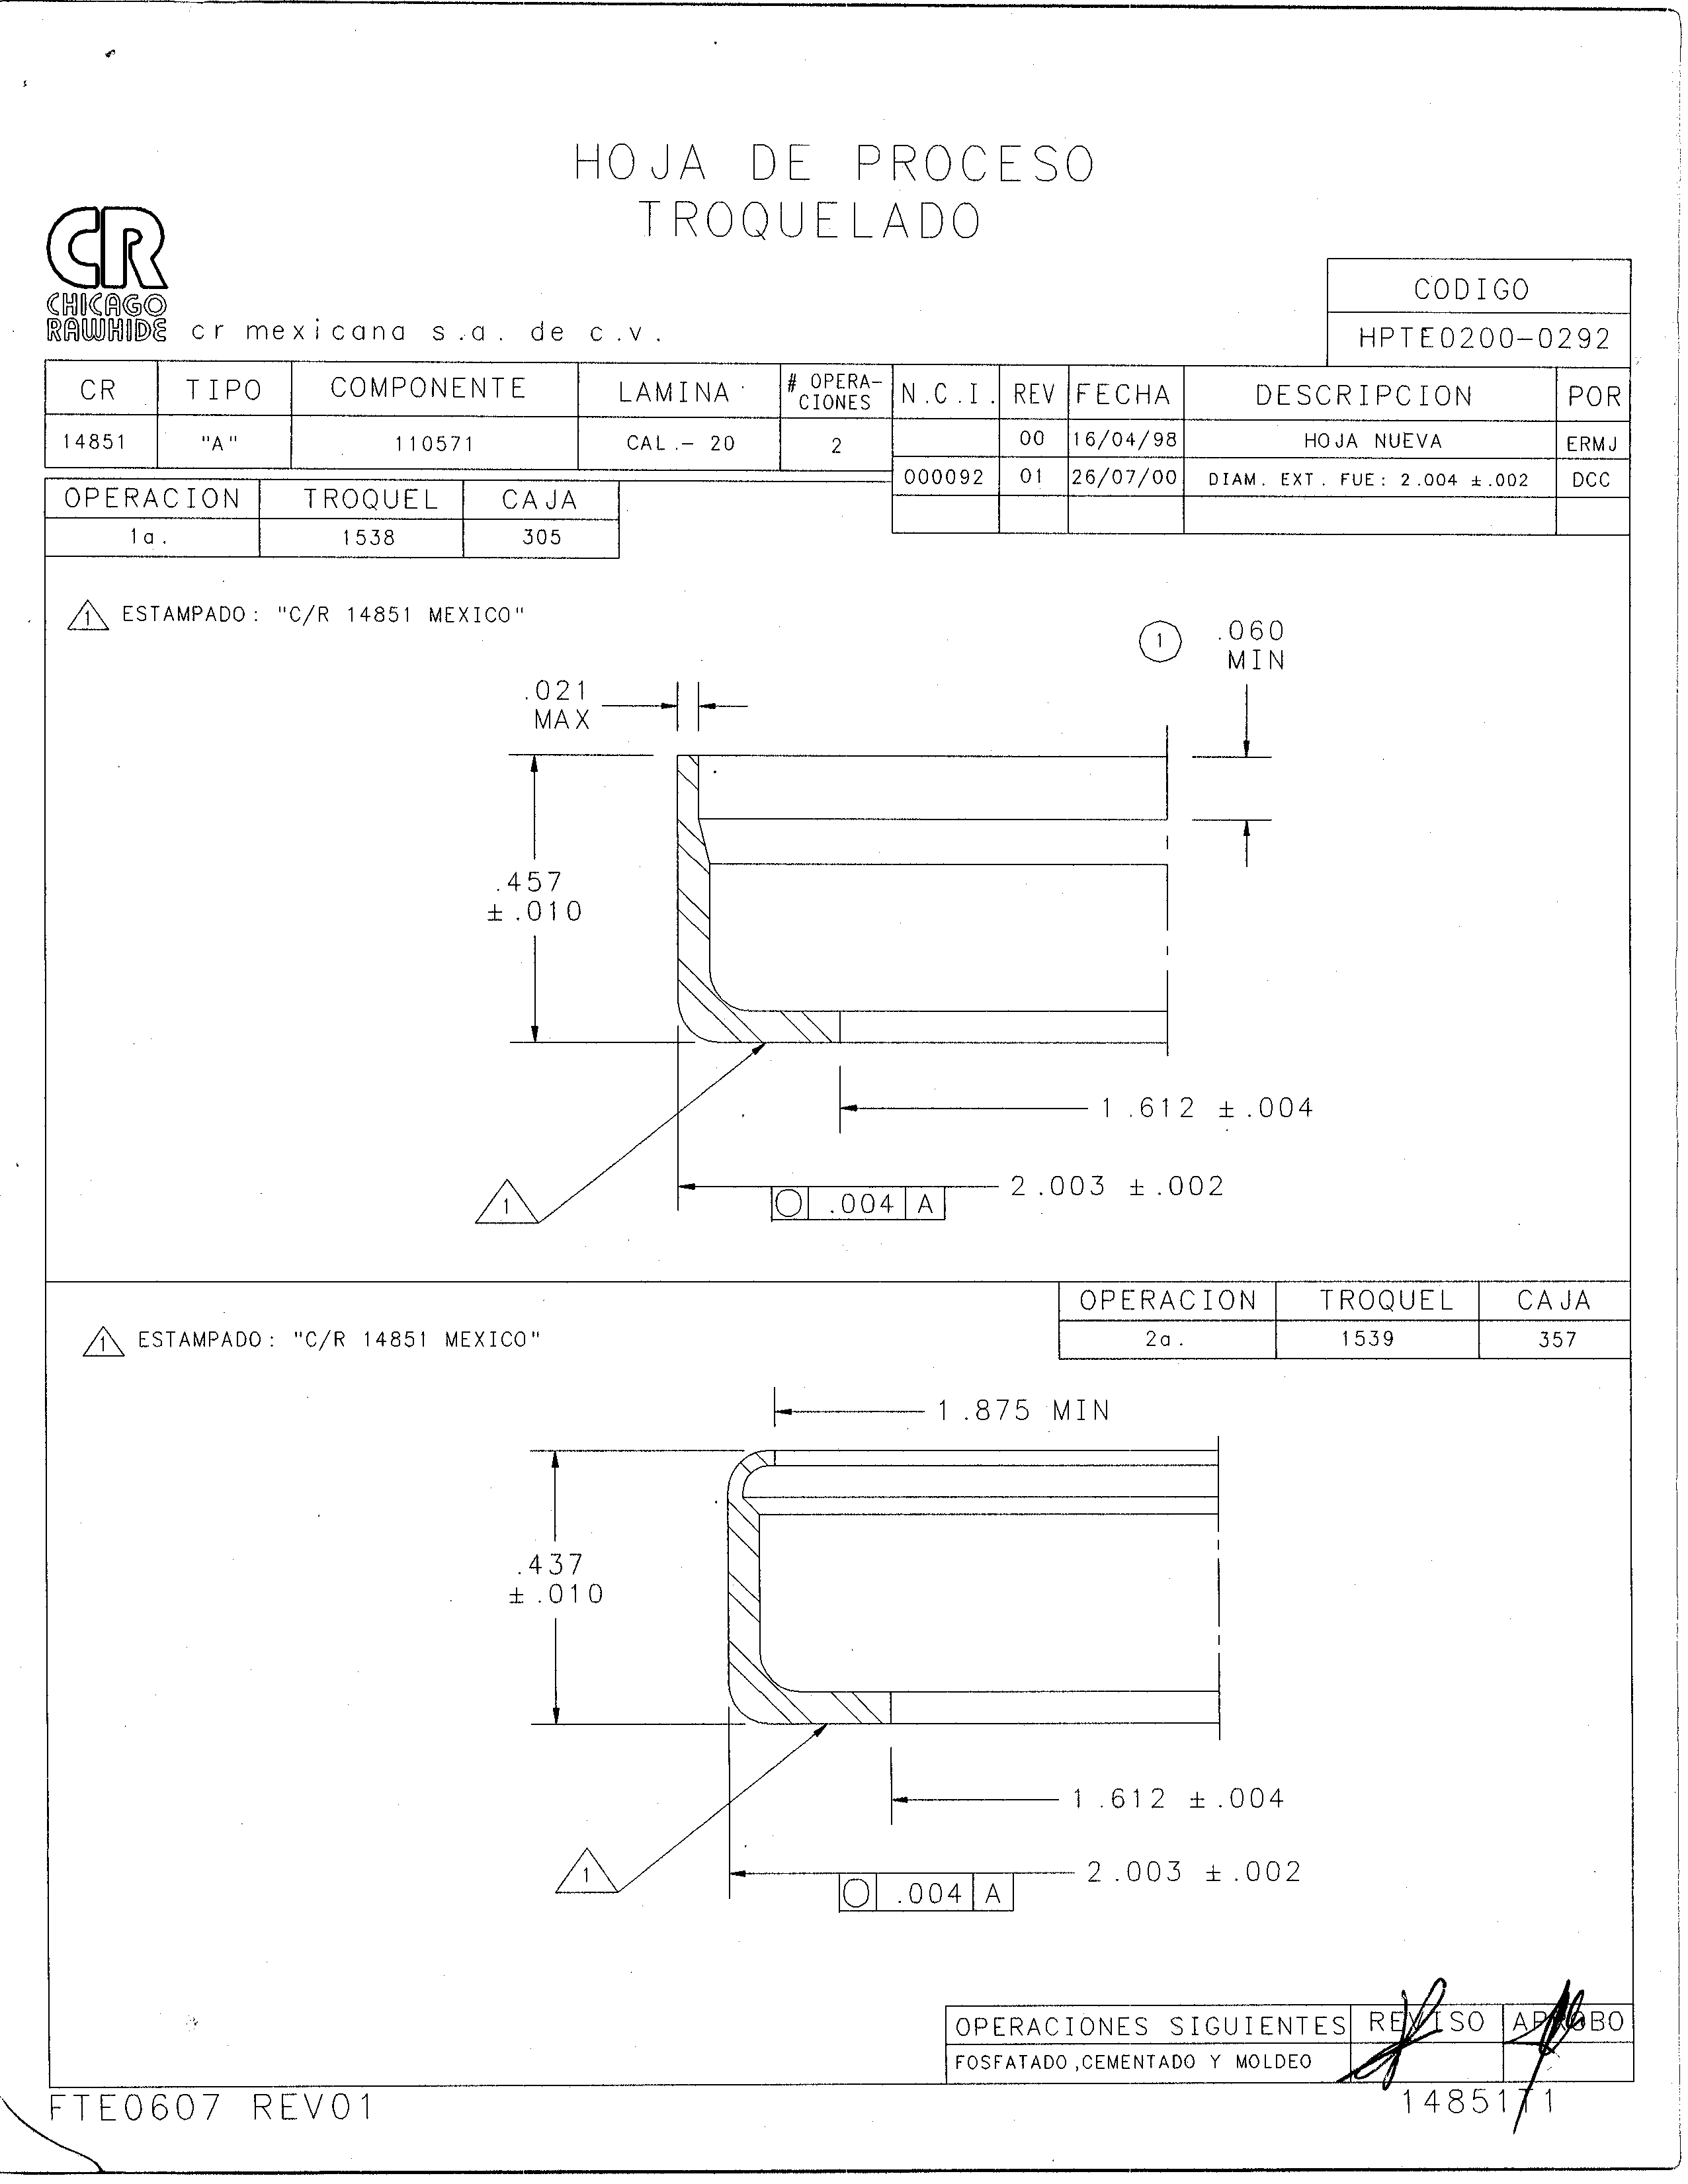 HOJA DE PROCESO
TROQUELADO
CR
CHICAGO
RAWHIDE
cr mexicana s.a. de c.v.
CODIGO
HPTE0200-0292
CR TIPO COMPONENTE LAMINA # OPERA-CIONES
14851 "A" 110571 CAL.- 20 2
N.C.I. REV FECHA DESCRIPCION POR
00 16/04/98 HOJA NUEVA ERMJ
000092 01 26/07/00 DIAM. EXT. FUE: 2.004 ±.002 DCC
OPERACION TROQUEL CAJA
1a. 1538 305
1 ESTAMPADO: "C/R 14851 MEXICO"
1
.060
MIN
.021
MAX
.457
±.010
1.612 ±.004
2.003 ±.002
1
.004 A
OPERACION TROQUEL CAJA
2a. 1539 357
1 ESTAMPADO: "C/R 14851 MEXICO"
1.875 MIN
.437
±.010
1.612 ±.004
2.003 ±.002
1
.004 A
OPERACIONES SIGUIENTES REVISO APROBO
FOSFATADO,CEMENTADO Y MOLDEO
FTE0607 REV01
14851T1